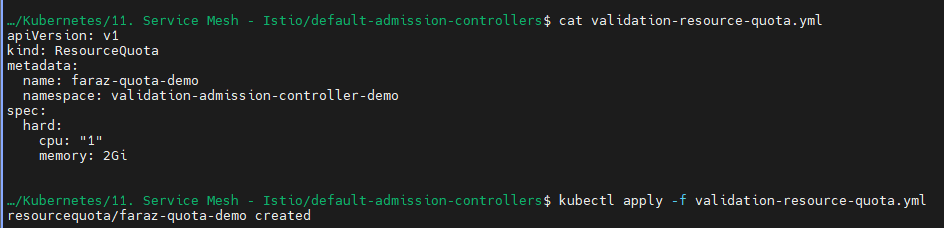 …/Kubernetes/11. Service Mesh - Istio/default-admission-controllers$ cat validation-resource-quota.yml
apiVersion: v1
kind: ResourceQuota
metadata:
  name: faraz-quota-demo
  namespace: validation-admission-controller-demo
spec:
  hard:
    cpu: "1"
    memory: 2Gi
…/Kubernetes/11. Service Mesh - Istio/default-admission-controllers$ kubectl apply -f validation-resource-quota.yml
resourcequota/faraz-quota-demo created